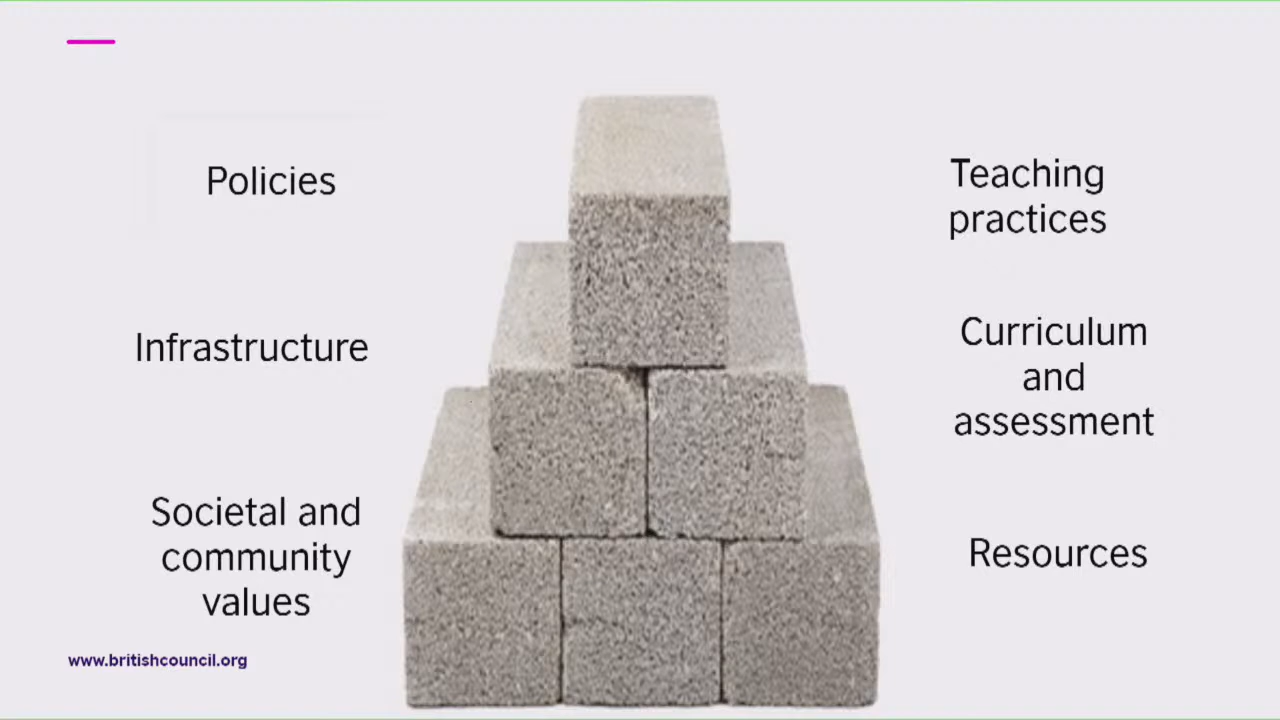 Policies
Infrastructure
Societal and
community
values
Teaching
practices
Curriculum
and
assessment
Resources
www.britishcouncil.org